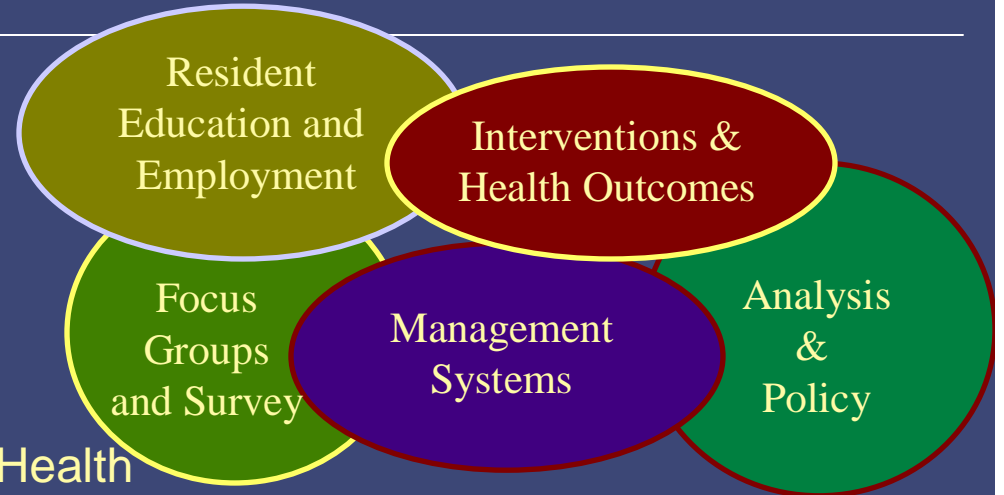 Resident
Education and
Employment
Interventions &
Health Outcomes
Focus
Groups
and Survey
Management
Systems
Analysis
&
Policy
Health